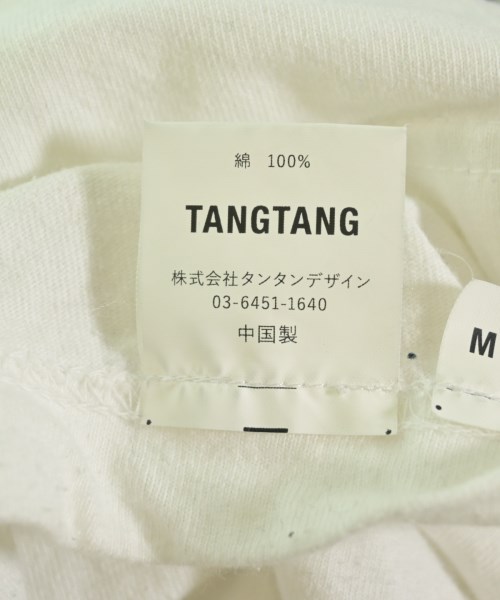 綿 100%
TANGTANG
株式会社タンタンデザイン
03-6451-1640
中国製
M